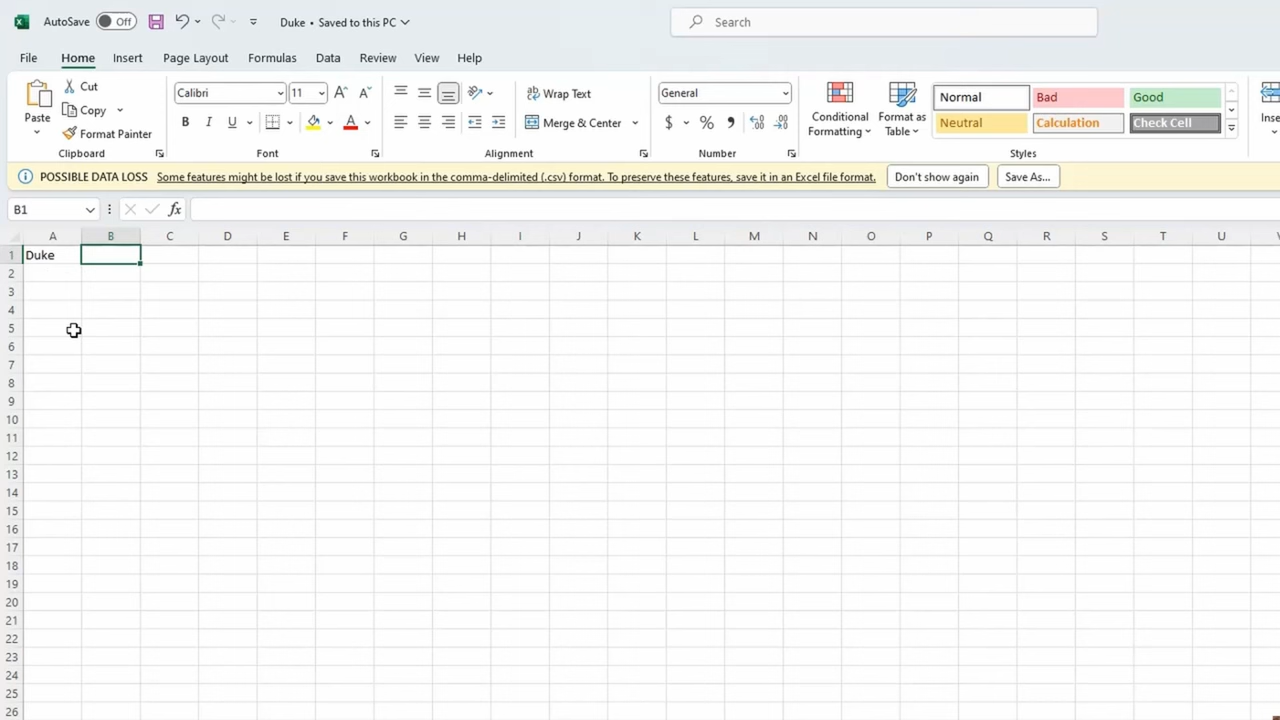 AutoSave Off Duke • Saved to this PC Search
File Home Insert Page Layout Formulas Data Review View Help
Paste Cut Copy Format Painter Clipboard
Calibri 11 A^ Aˇ B I U A Font
Wrap Text Merge & Center Alignment
General $ % , Number
Conditional Formatting Format as Table
Normal Bad Good
Neutral Calculation Check Cell
Styles
POSSIBLE DATA LOSS Some features might be lost if you save this workbook in the comma-delimited (.csv) format. To preserve these features, save it in an Excel file format. Don't show again Save As...
B1 fx
A B C D E F G H I J K L M N O P Q R S T U
1 Duke
2
3
4
5
6
7
8
9
10
11
12
13
14
15
16
17
18
19
20
21
22
23
24
25
26